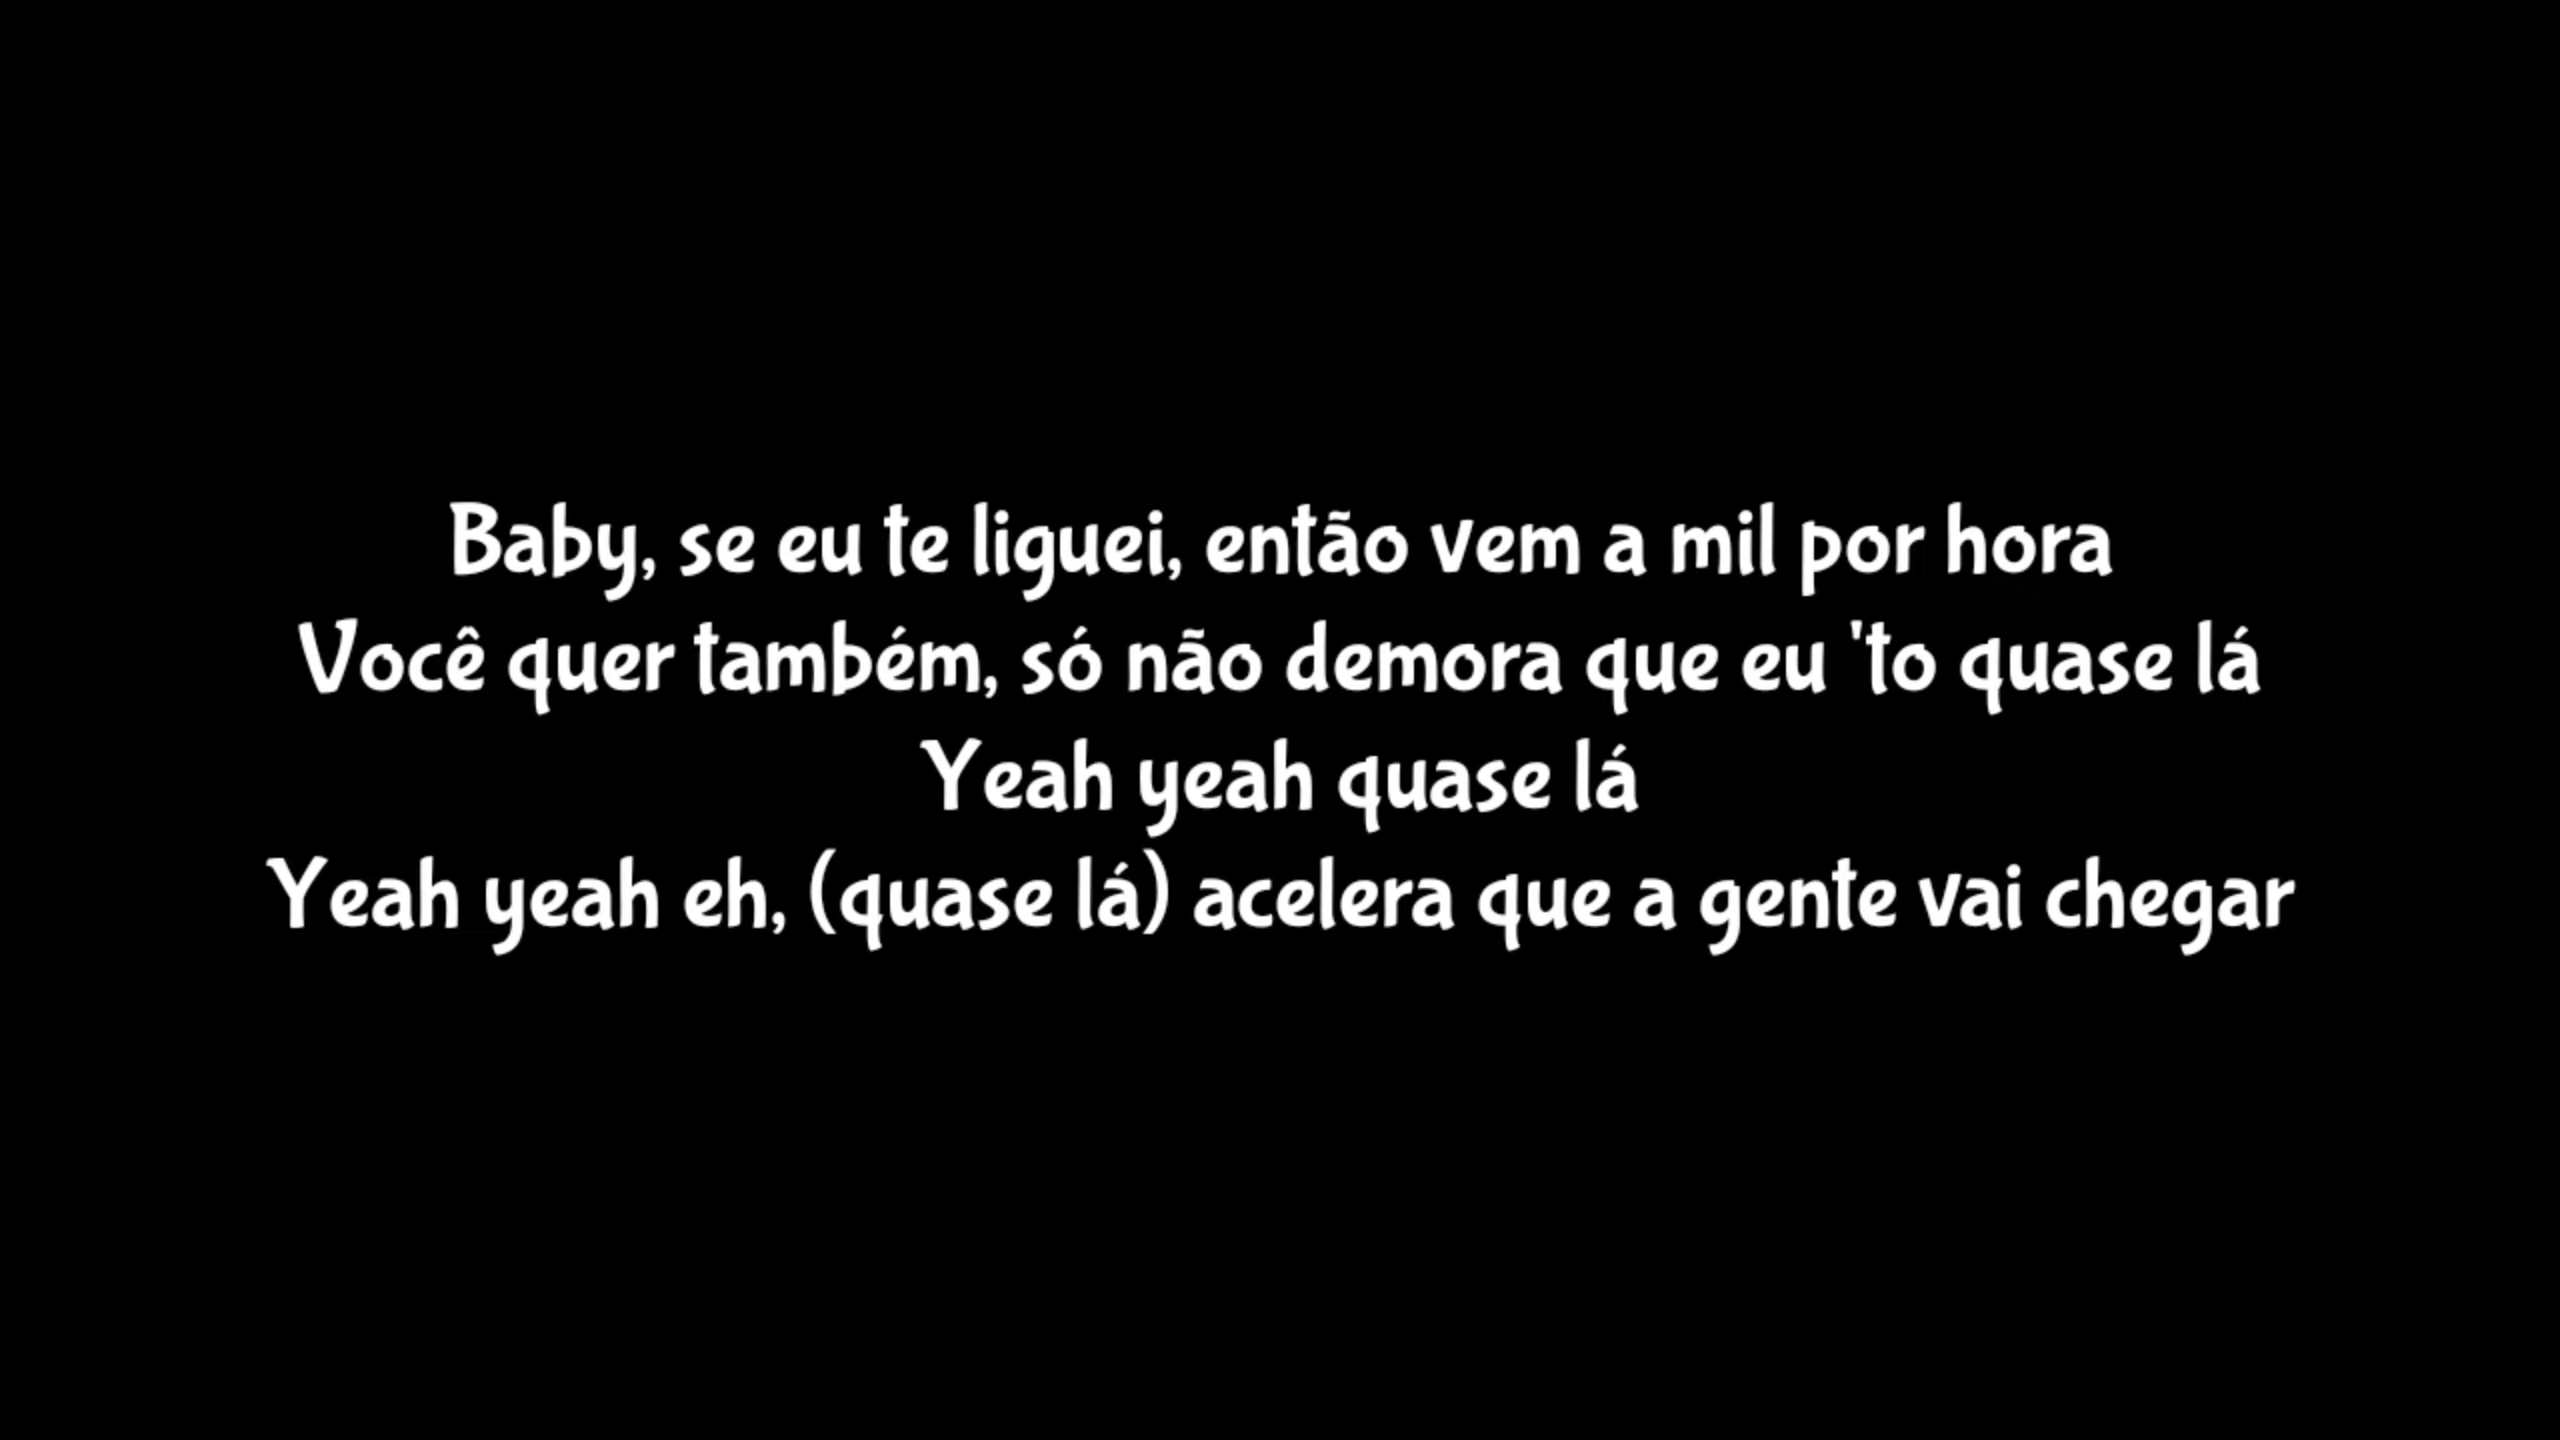 Baby, se eu te liguei, então vem a mil por hora
Você quer também, só não demora que eu 'to quase lá
Yeah yeah quase lá
Yeah yeah eh, (quase lá) acelera que a gente vai chegar